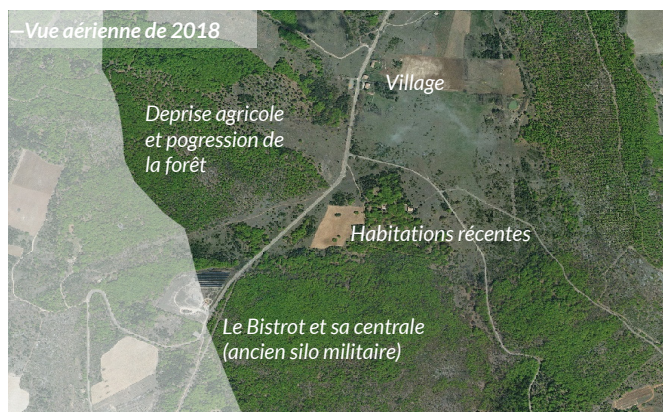 —Vue aérienne de 2018
Village
Deprise agricole
et pogression de
la forêt
Habitations récentes
Le Bistrot et sa centrale
(ancien silo militaire)